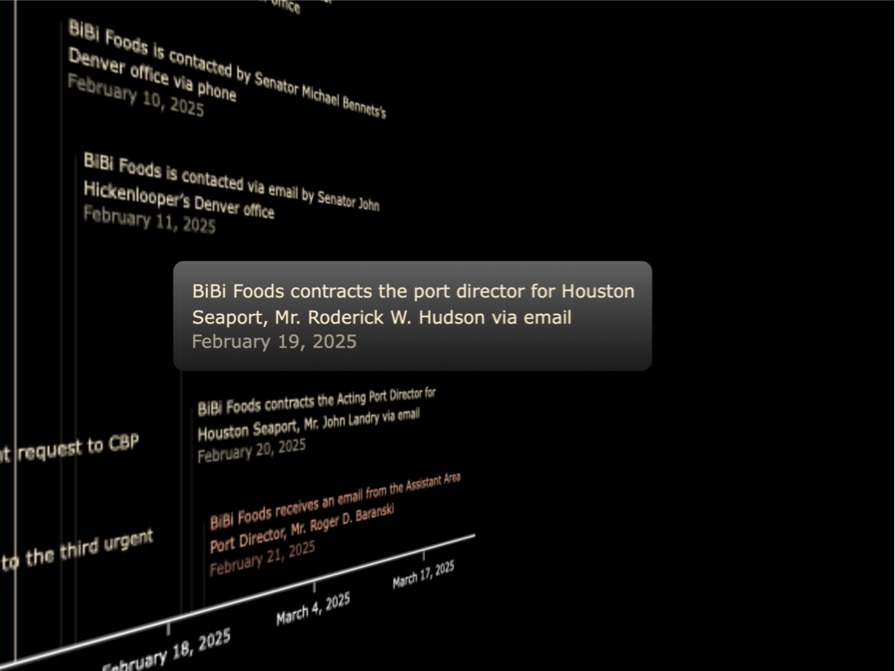 office
BiBi Foods is contacted by Senator Michael Bennets's
Denver office via phone
February 10, 2025
BiBi Foods is contacted via email by Senator John
Hickenlooper's Denver office
February 11, 2025
BiBi Foods contracts the port director for Houston
Seaport, Mr. Roderick W. Hudson via email
February 19, 2025
BiBi Foods contracts the Acting Port Director for
Houston Seaport, Mr. John Landry via email
February 20, 2025
request to CBP
BiBi Foods receives an email from the Assistant Area
Port Director, Mr. Roger D. Baranski
February 21, 2025
to the third urgent
February 18, 2025
March 4, 2025
March 17, 2025